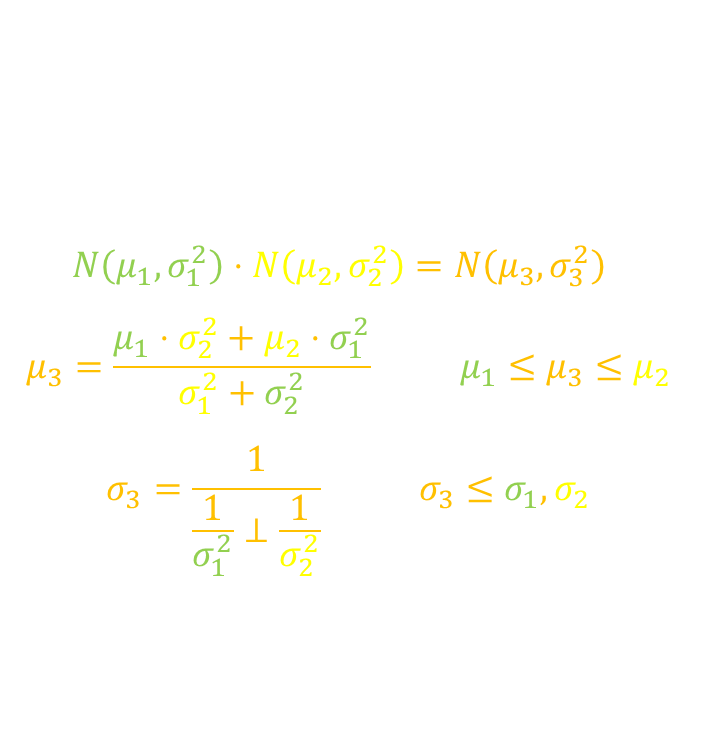 N(μ₁, σ₁²) · N(μ₂, σ₂²) = N(μ₃, σ₃²)
μ₃ = (μ₁ · σ₂² + μ₂ · σ₁²) / (σ₁² + σ₂²) μ₁ ≤ μ₃ ≤ μ₂
σ₃ = 1 / (1/σ₁² ⊥ 1/σ₂²) σ₃ ≤ σ₁, σ₂